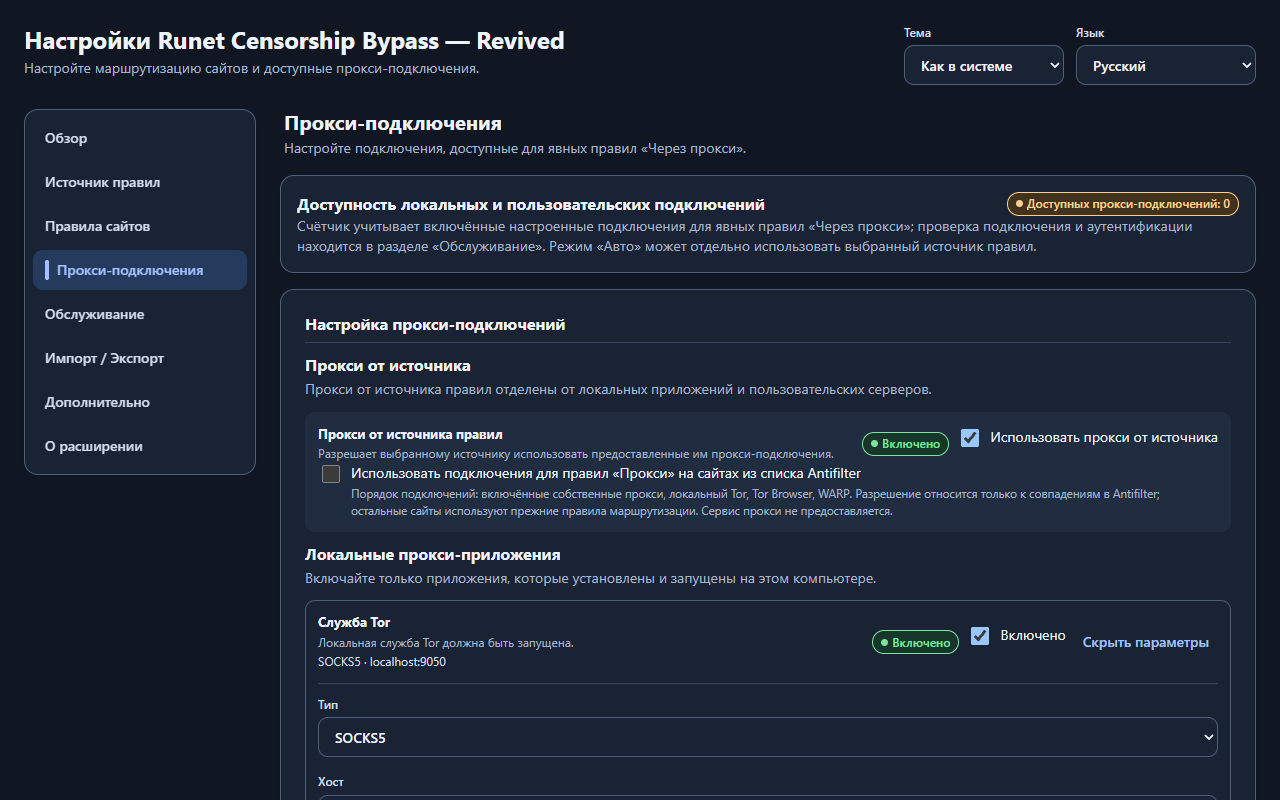 Настройки Runet Censorship Bypass — Revived
Настройте маршрутизацию сайтов и доступные прокси-подключения.
Тема
Язык
Как в системе
Русский
Обзор
Источник правил
Правила сайтов
Прокси-подключения
Обслуживание
Импорт / Экспорт
Дополнительно
О расширении
Прокси-подключения
Настройте подключения, доступные для явных правил «Через прокси».
Доступность локальных и пользовательских подключений
Доступных прокси-подключений: 0
Счётчик учитывает включённые настроенные подключения для явных правил «Через прокси»; проверка подключения и аутентификации
находится в разделе «Обслуживание». Режим «Авто» может отдельно использовать выбранный источник правил.
Настройка прокси-подключений
Прокси от источника
Прокси от источника правил отделены от локальных приложений и пользовательских серверов.
Прокси от источника правил
Разрешает выбранному источнику использовать предоставленные им прокси-подключения.
Включено
Использовать прокси от источника
Использовать подключения для правил «Прокси» на сайтах из списка Antifilter
Порядок подключений: включённые собственные прокси, локальный Tor, Tor Browser, WARP. Разрешение относится только к совпадениям в Antifilter;
остальные сайты используют прежние правила маршрутизации. Сервис прокси не предоставляется.
Локальные прокси-приложения
Включайте только приложения, которые установлены и запущены на этом компьютере.
Служба Tor
Локальная служба Tor должна быть запущена.
SOCKS5 · localhost:9050
Включено
Включено
Скрыть параметры
Тип
SOCKS5
Хост